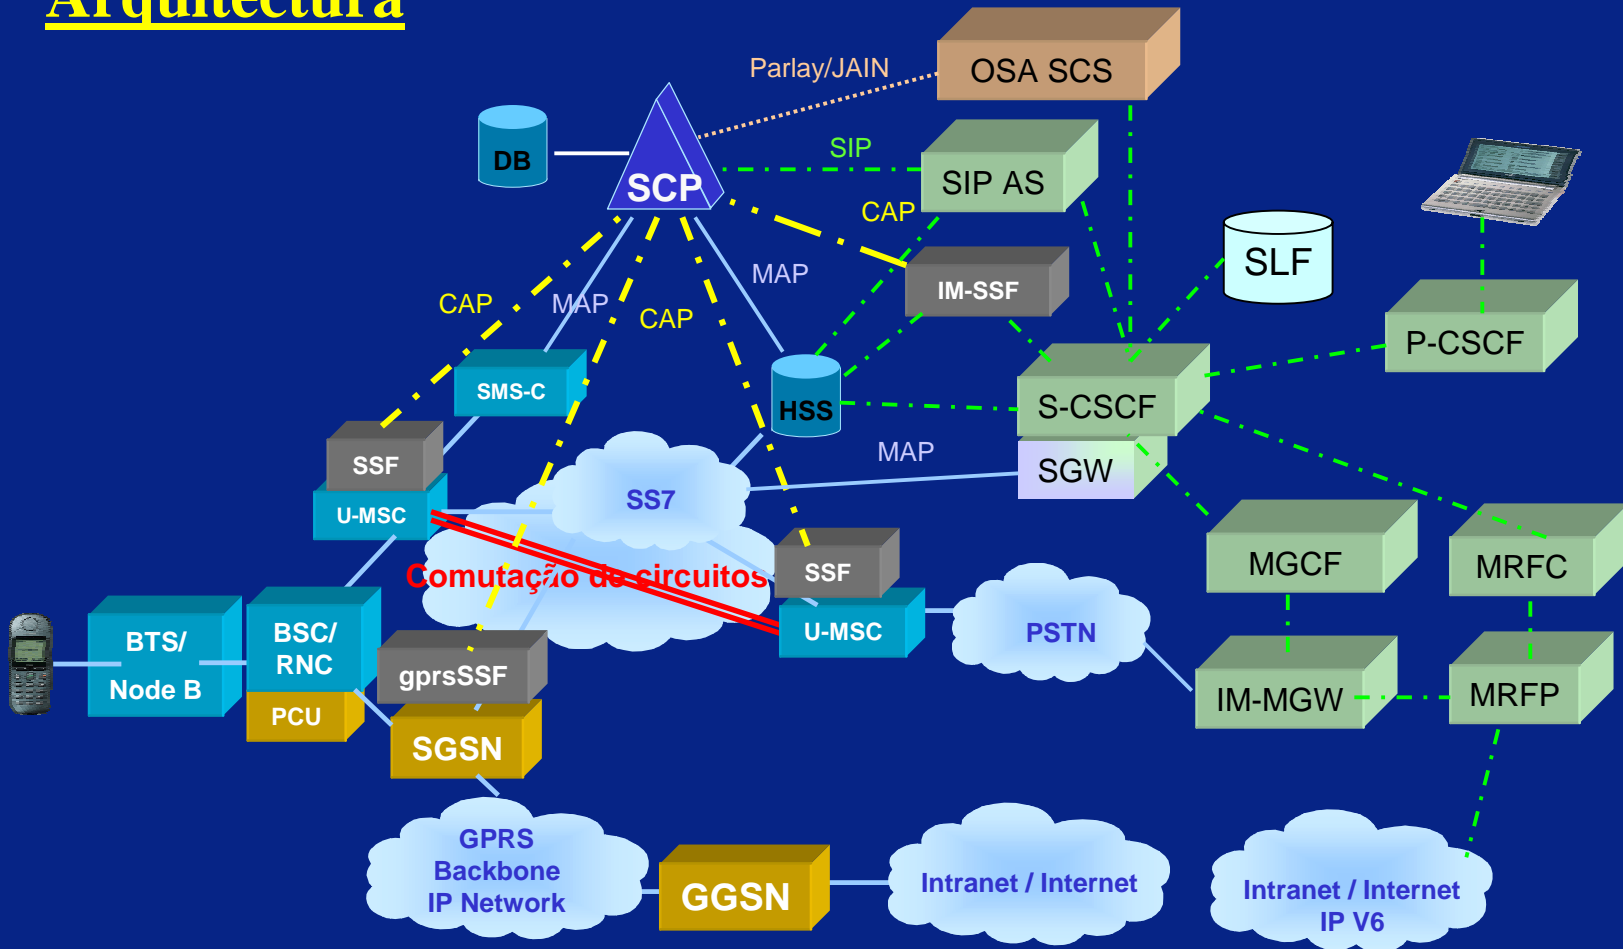 Arquitectura
Parlay/JAIN
OSA SCS
DB
SCP
SIP
SIP AS
CAP
SLF
MAP
IM-SSF
CAP
MAP
CAP
P-CSCF
SMS-C
HSS
S-CSCF
MAP
SSF
SGW
SS7
U-MSC
MGCF
MRFC
Comutação de circuitos
SSF
U-MSC
PSTN
BTS/
Node B
BSC/
RNC
gprsSSF
IM-MGW
MRFP
PCU
SGSN
GPRS
Backbone
IP Network
GGSN
Intranet / Internet
Intranet / Internet
IP V6